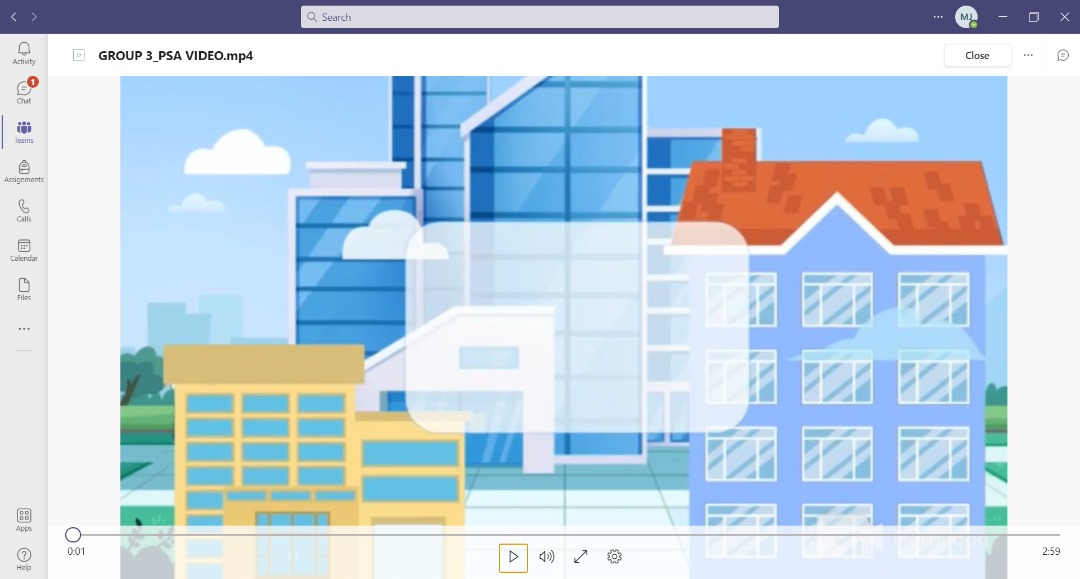 Search
MJ
Activity
1
Chat
Teams
Assignments
Calls
Calendar
Files
Apps
Help
GROUP 3_PSA VIDEO.mp4
Close
0:01
2:59